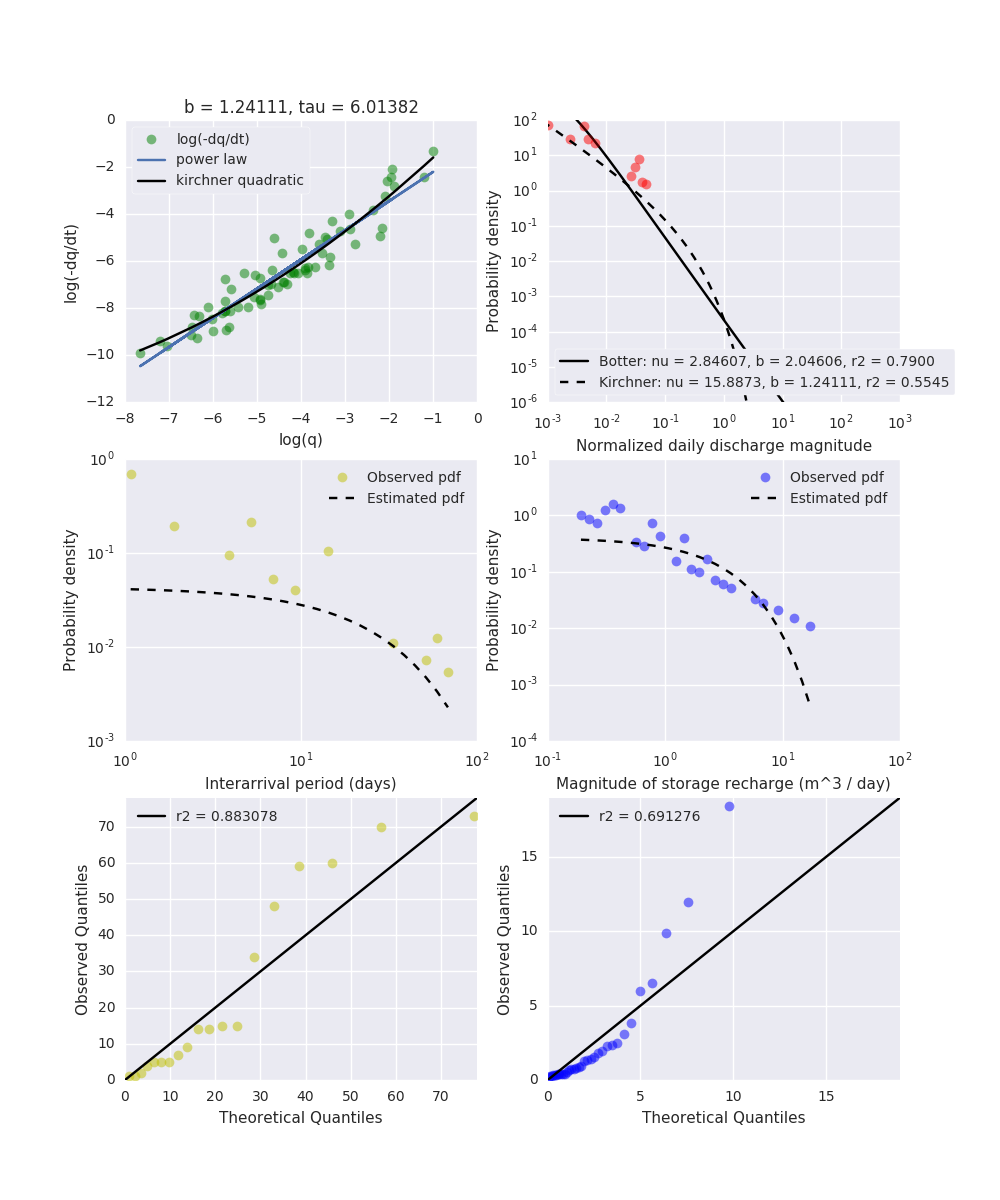 b = 1.24111, tau = 6.01382
log(-dq/dt)
power law
kirchner quadratic
0
−2
−4
−6
−8
−10
−12
log(-dq/dt)
−8 −7 −6 −5 −4 −3 −2 −1 0
log(q)
10^2
10^1
10^0
10^-1
10^-2
10^-3
10^-4
10^-5
10^-6
Probability density
Botter: nu = 2.84607, b = 2.04606, r2 = 0.7900
Kirchner: nu = 15.8873, b = 1.24111, r2 = 0.5545
10^-3 10^-2 10^-1 10^0 10^1 10^2 10^3
Normalized daily discharge magnitude
Observed pdf
Estimated pdf
10^0
10^-1
10^-2
10^-3
Probability density
10^0 10^1 10^2
Interarrival period (days)
Observed pdf
Estimated pdf
10^1
10^0
10^-1
10^-2
10^-3
10^-4
Probability density
10^-1 10^0 10^1 10^2
Magnitude of storage recharge (m^3 / day)
r2 = 0.883078
70
60
50
40
30
20
10
0
Observed Quantiles
0 10 20 30 40 50 60 70
Theoretical Quantiles
r2 = 0.691276
15
10
5
0
Observed Quantiles
0 5 10 15
Theoretical Quantiles